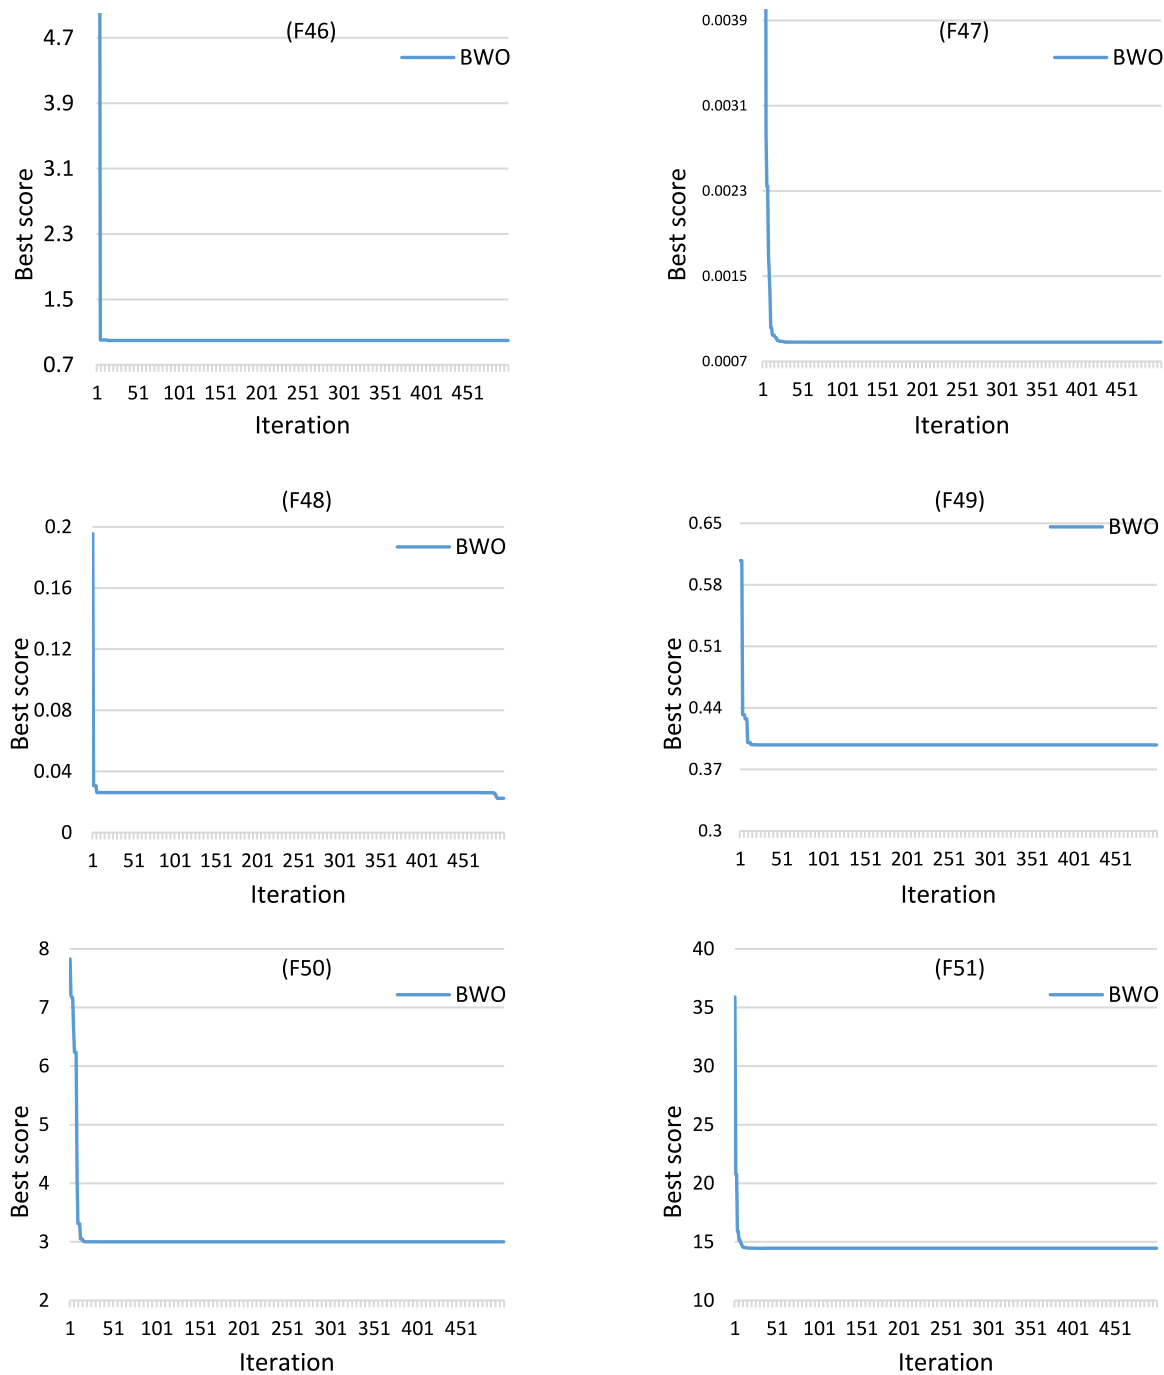 (F46)
BWO
4.7
3.9
3.1
2.3
1.5
0.7
Best score
1 51 101 151 201 251 301 351 401 451
Iteration
(F47)
BWO
0.0039
0.0031
0.0023
0.0015
0.0007
Best score
1 51 101 151 201 251 301 351 401 451
Iteration
(F48)
BWO
0.2
0.16
0.12
0.08
0.04
0
Best score
1 51 101 151 201 251 301 351 401 451
Iteration
(F49)
BWO
0.65
0.58
0.51
0.44
0.37
0.3
Best score
1 51 101 151 201 251 301 351 401 451
Iteration
(F50)
BWO
8
7
6
5
4
3
2
Best score
1 51 101 151 201 251 301 351 401 451
Iteration
(F51)
BWO
40
35
30
25
20
15
10
Best score
1 51 101 151 201 251 301 351 401 451
Iteration